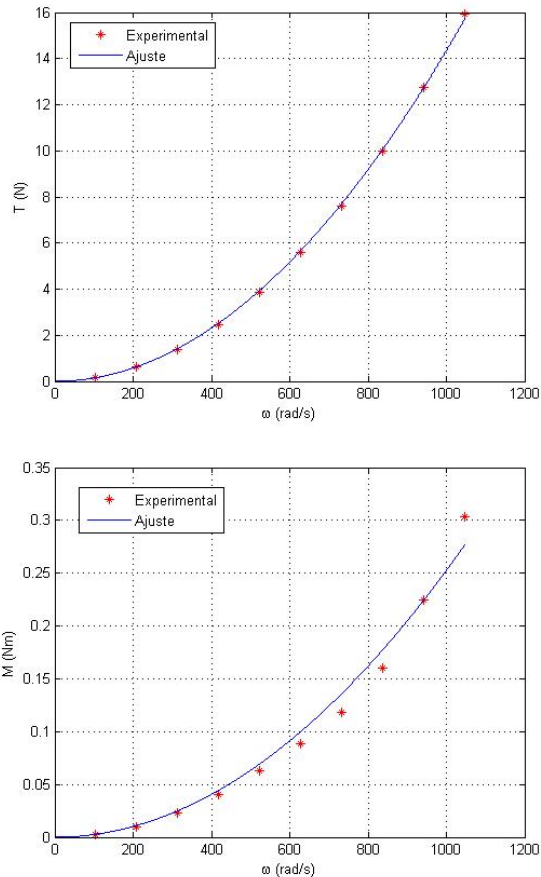 16
14
12
10
8
6
4
2
0
T (N)
Experimental
Ajuste
0 200 400 600 800 1000 1200
ω (rad/s)
0.35
0.3
0.25
0.2
0.15
0.1
0.05
0
M (Nm)
Experimental
Ajuste
0 200 400 600 800 1000 1200
ω (rad/s)